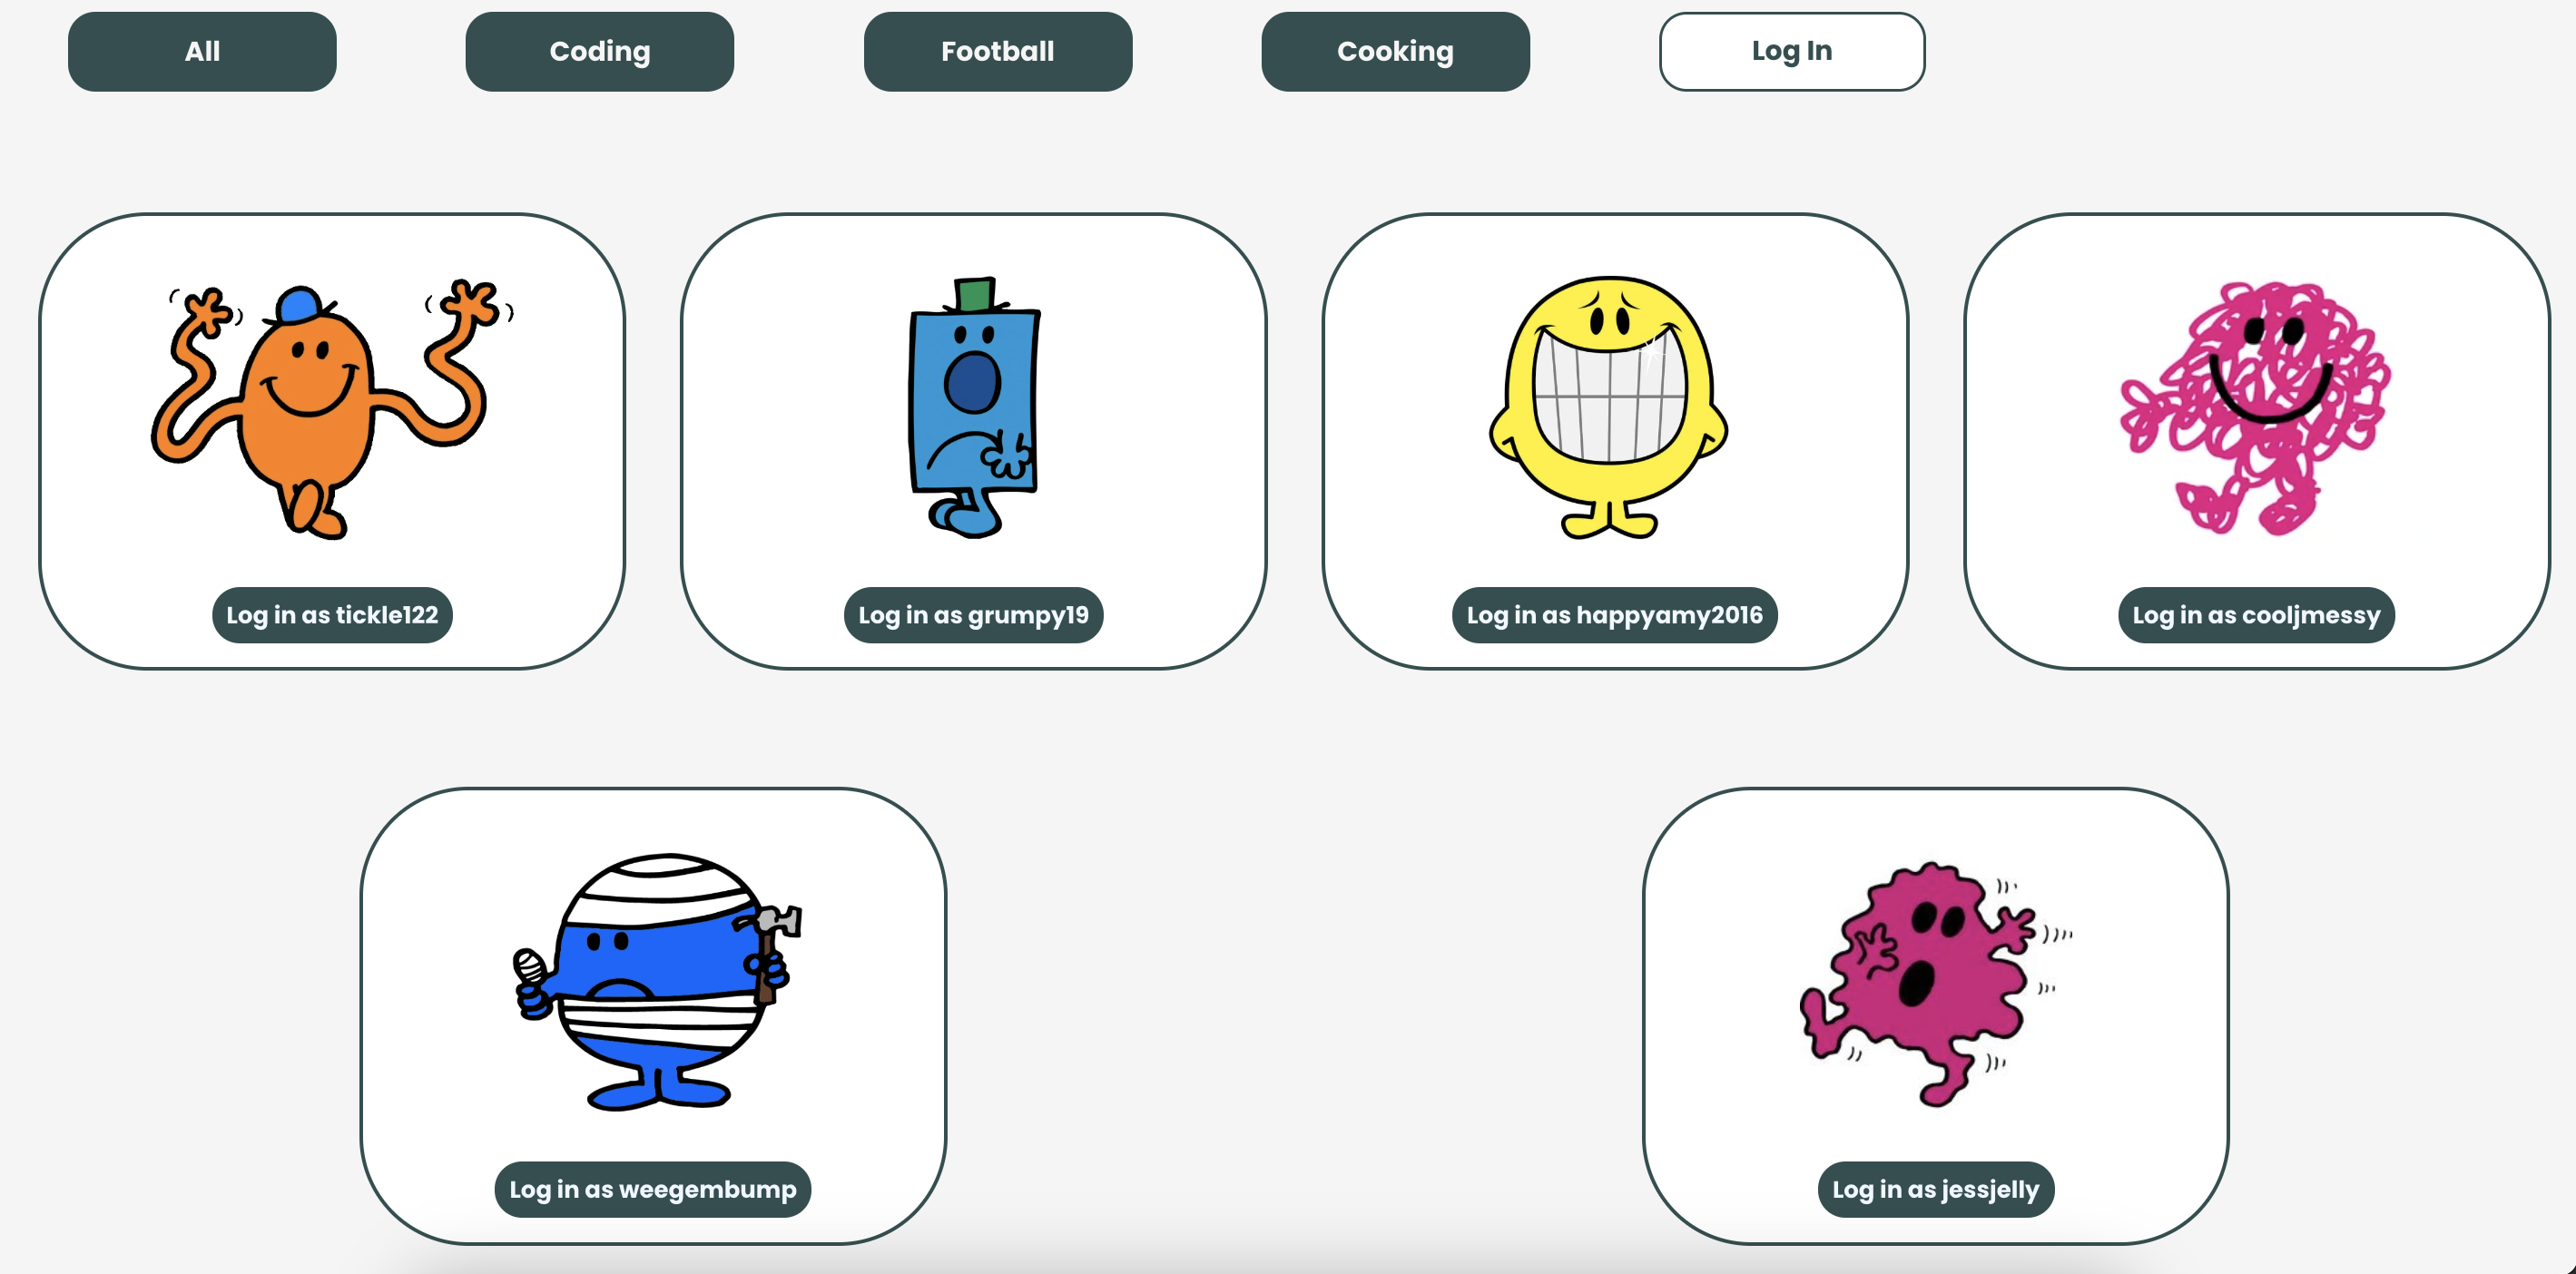 All
Coding
Football
Cooking
Log In
Log in as tickle122
Log in as grumpy19
Log in as happyamy2016
Log in as cooljmessy
Log in as weegembump
Log in as jessjelly